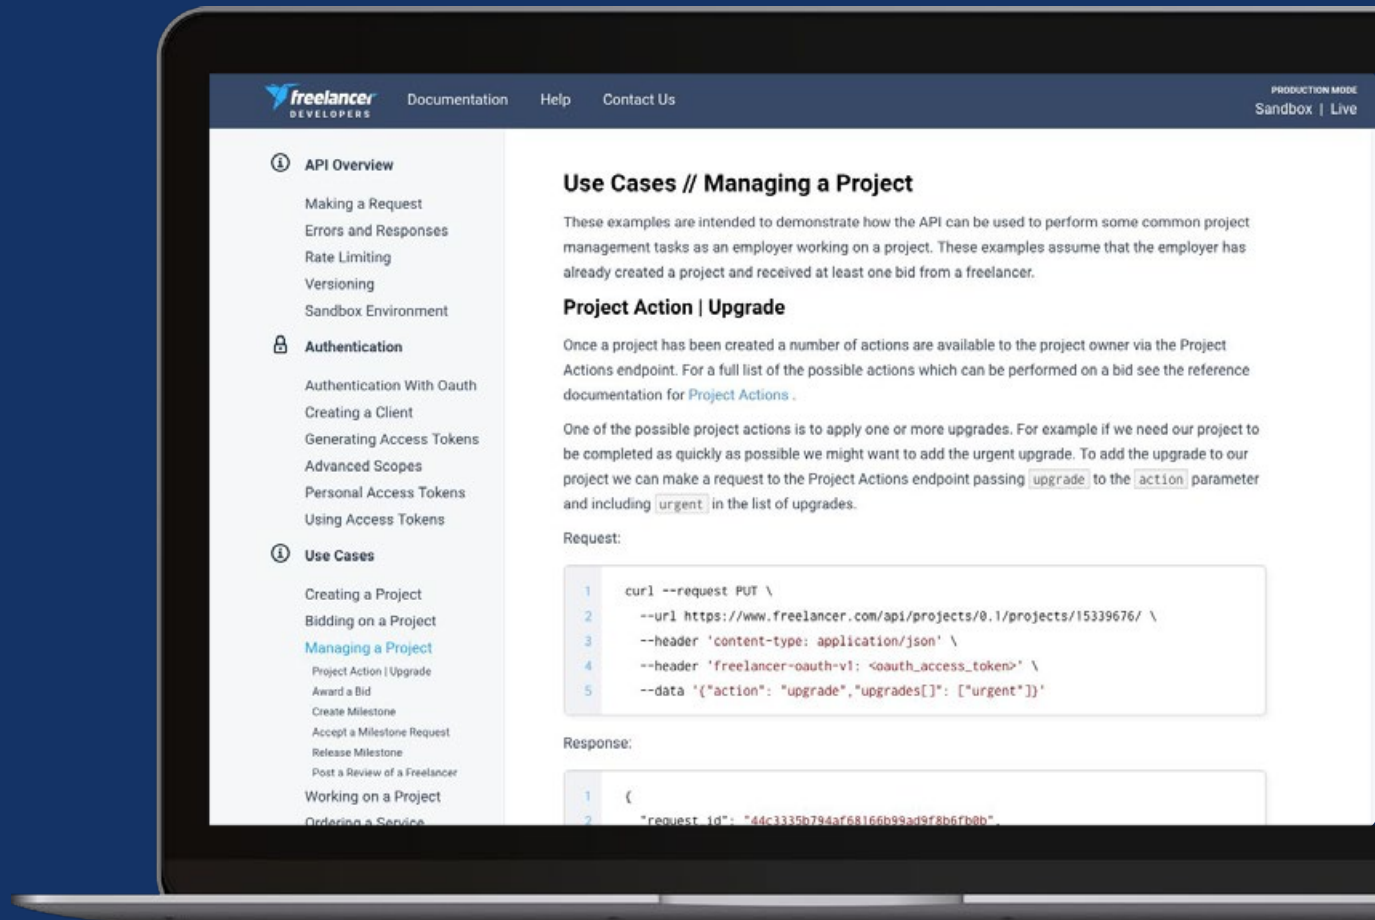 freelancer
DEVELOPERS
Documentation
Help
Contact Us
PRODUCTION MODE
Sandbox | Live
API Overview
Making a Request
Errors and Responses
Rate Limiting
Versioning
Sandbox Environment
Authentication
Authentication With Oauth
Creating a Client
Generating Access Tokens
Advanced Scopes
Personal Access Tokens
Using Access Tokens
Use Cases
Creating a Project
Bidding on a Project
Managing a Project
Project Action | Upgrade
Award a Bid
Create Milestone
Accept a Milestone Request
Release Milestone
Post a Review of a Freelancer
Working on a Project
Ordering a Service
Use Cases // Managing a Project
These examples are intended to demonstrate how the API can be used to perform some common project
management tasks as an employer working on a project. These examples assume that the employer has
already created a project and received at least one bid from a freelancer.
Project Action | Upgrade
Once a project has been created a number of actions are available to the project owner via the Project
Actions endpoint. For a full list of the possible actions which can be performed on a bid see the reference
documentation for Project Actions .
One of the possible project actions is to apply one or more upgrades. For example if we need our project to
be completed as quickly as possible we might want to add the urgent upgrade. To add the upgrade to our
project we can make a request to the Project Actions endpoint passing upgrade to the action parameter
and including urgent in the list of upgrades.
Request:
1 curl --request PUT \
2 --url https://www.freelancer.com/api/projects/0.1/projects/15339676/ \
3 --header 'content-type: application/json' \
4 --header 'freelancer-oauth-v1: <oauth_access_token>' \
5 --data '{"action": "upgrade","upgrades[]": ["urgent"]}'
Response:
1 {
2 "request_id": "44c3335b794af68166b99ad9f8b6fb0b",